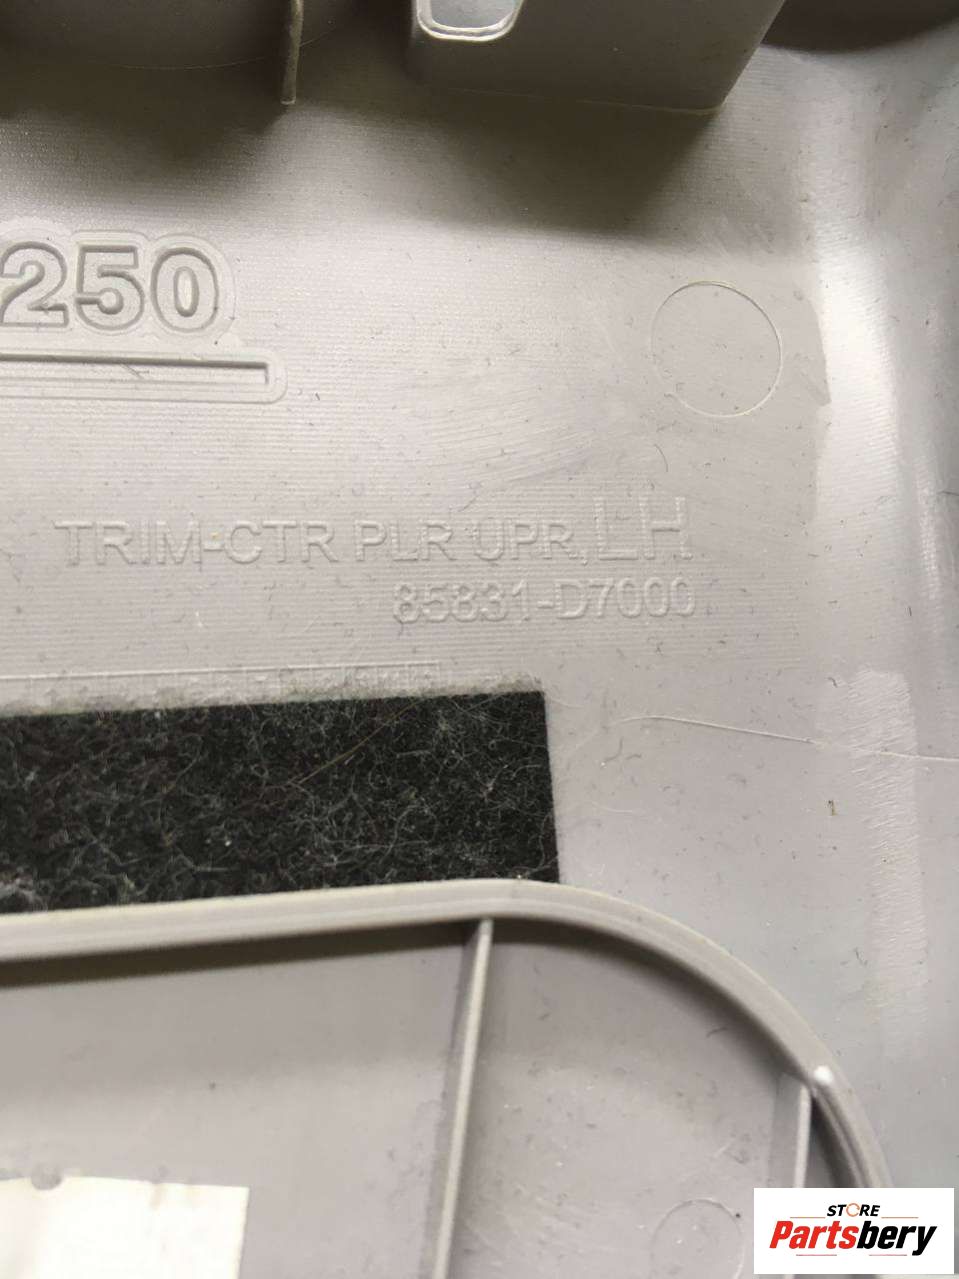 250
TRIM-CTR PLR UPR, LH
85831-D7000
STORE
Partsbery